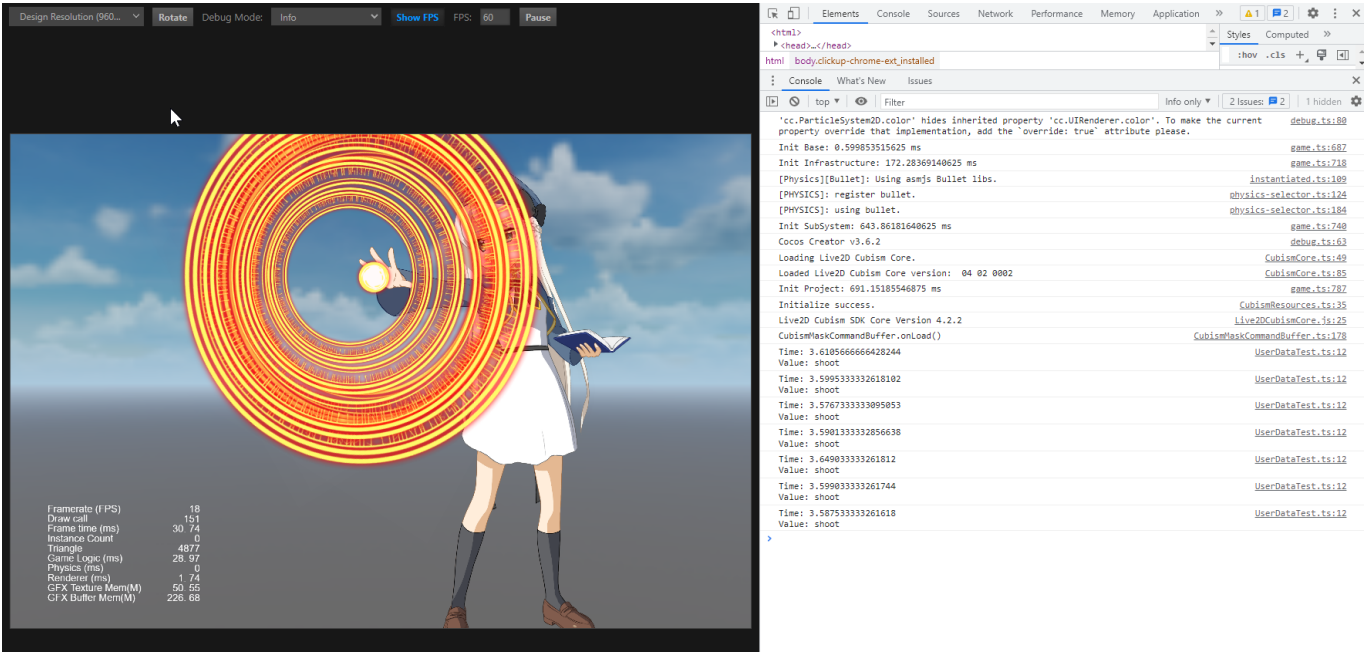 Design Resolution (960...
Rotate
Debug Mode:
Info
Show FPS
FPS:
60
Pause
Framerate (FPS) 18
Draw call 151
Frame time (ms) 30.74
Instance Count 0
Triangle 4877
Game Logic (ms) 28.97
Physics (ms) 0
Renderer (ms) 1.74
GFX Texture Mem(M) 50.55
GFX Buffer Mem(M) 226.68
Elements Console Sources Network Performance Memory Application » 1 2
<html>
<head>…</head>
html body.clickup-chrome-ext_installed
Styles Computed »
:hov .cls +
Console What's New Issues
top Filter Info only 2 Issues: 2 1 hidden
'cc.ParticleSystem2D.color' hides inherited property 'cc.UIRenderer.color'. To make the current debug.ts:80
property override that implementation, add the `override: true` attribute please.
Init Base: 0.599853515625 ms game.ts:687
Init Infrastructure: 172.28369140625 ms game.ts:718
[Physics][Bullet]: Using asmjs Bullet libs. instantiated.ts:109
[PHYSICS]: register bullet. physics-selector.ts:124
[PHYSICS]: using bullet. physics-selector.ts:184
Init SubSystem: 643.86181640625 ms game.ts:740
Cocos Creator v3.6.2 debug.ts:63
Loading Live2D Cubism Core. CubismCore.ts:49
Loaded Live2D Cubism Core version:  04 02 0002 CubismCore.ts:85
Init Project: 691.15185546875 ms game.ts:787
Initialize success. CubismResources.ts:35
Live2D Cubism SDK Core Version 4.2.2 Live2DCubismCore.js:25
CubismMaskCommandBuffer.onLoad() CubismMaskCommandBuffer.ts:178
Time: 3.6105666666428244 UserDataTest.ts:12
Value: shoot
Time: 3.5995333332618102 UserDataTest.ts:12
Value: shoot
Time: 3.5767333333095053 UserDataTest.ts:12
Value: shoot
Time: 3.5901333332856638 UserDataTest.ts:12
Value: shoot
Time: 3.649033333261812 UserDataTest.ts:12
Value: shoot
Time: 3.599033333261744 UserDataTest.ts:12
Value: shoot
Time: 3.587533333261618 UserDataTest.ts:12
Value: shoot